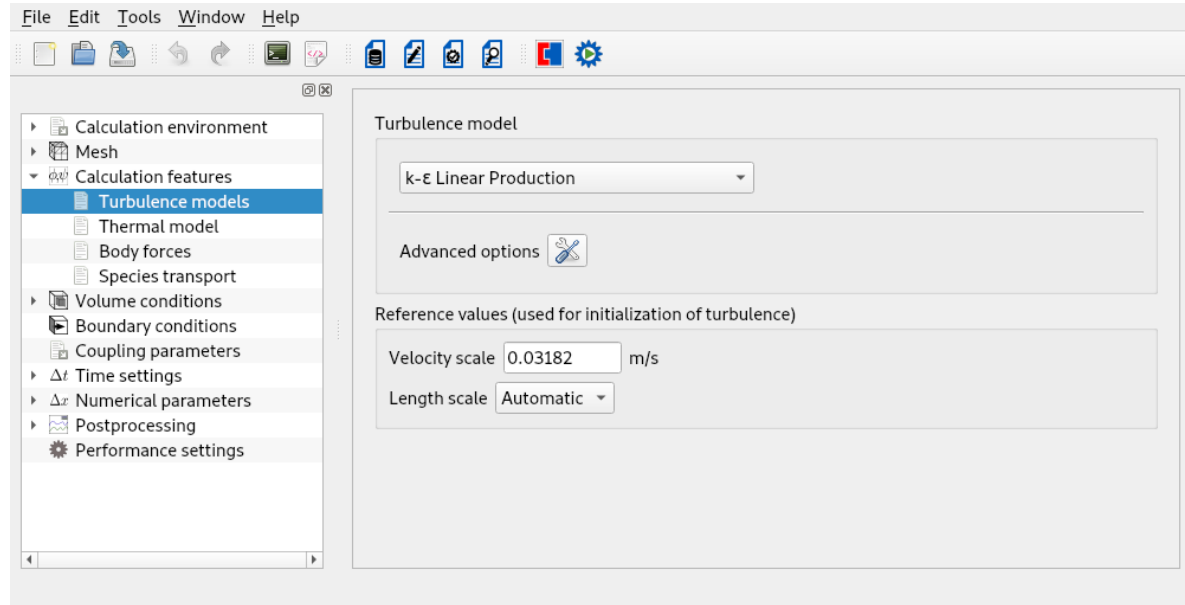 File Edit Tools Window Help
Calculation environment
Mesh
Calculation features
Turbulence models
Thermal model
Body forces
Species transport
Volume conditions
Boundary conditions
Coupling parameters
Δt Time settings
Δx Numerical parameters
Postprocessing
Performance settings
Turbulence model
k-ε Linear Production
Advanced options
Reference values (used for initialization of turbulence)
Velocity scale 0.03182 m/s
Length scale Automatic